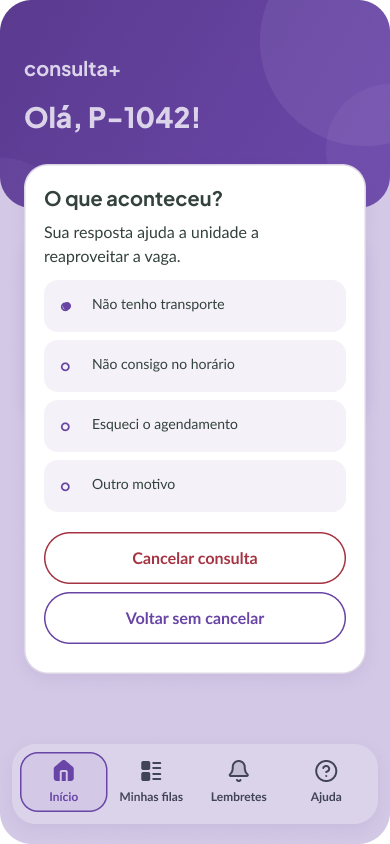 consulta+
Olá, P-1042!
O que aconteceu?
Sua resposta ajuda a unidade a
reaproveitar a vaga.
Não tenho transporte
Não consigo no horário
Esqueci o agendamento
Outro motivo
Cancelar consulta
Voltar sem cancelar
Início
Minhas filas
Lembretes
Ajuda